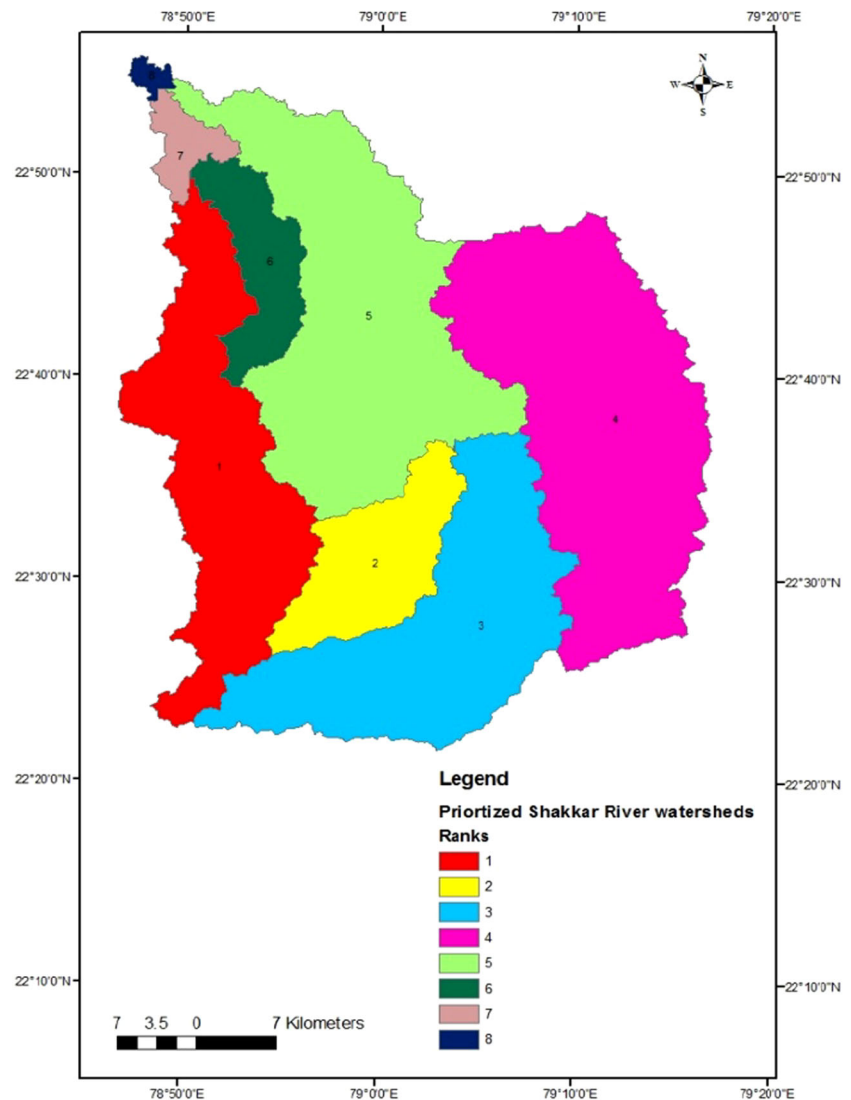 78°50'0"E 79°0'0"E 79°10'0"E 79°20'0"E
N
W E
S
8
7
22°50'0"N 22°50'0"N
6
5
22°40'0"N 22°40'0"N
4
1
2
22°30'0"N 22°30'0"N
3
22°20'0"N 22°20'0"N
Legend
Priortized Shakkar River watersheds
Ranks
1
2
3
4
5
6
7
8
22°10'0"N 22°10'0"N
7 3.5 0 7 Kilometers
78°50'0"E 79°0'0"E 79°10'0"E 79°20'0"E